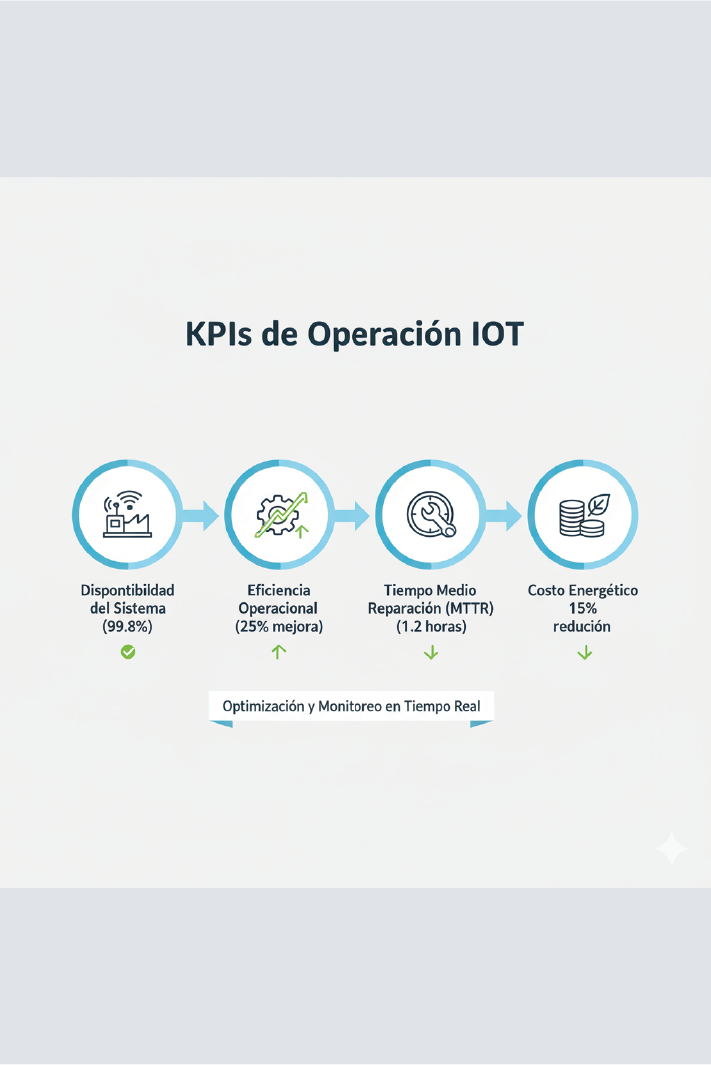 KPIs de Operación IOT
Dispontibildad
del Sistema
(99.8%)
Eficiencia
Operacional
(25% mejora)
Tiempo Medio
Reparación (MTTR)
(1.2 horas)
Costo Energético
15%
redución
Optimización y Monitoreo en Tiempo Real